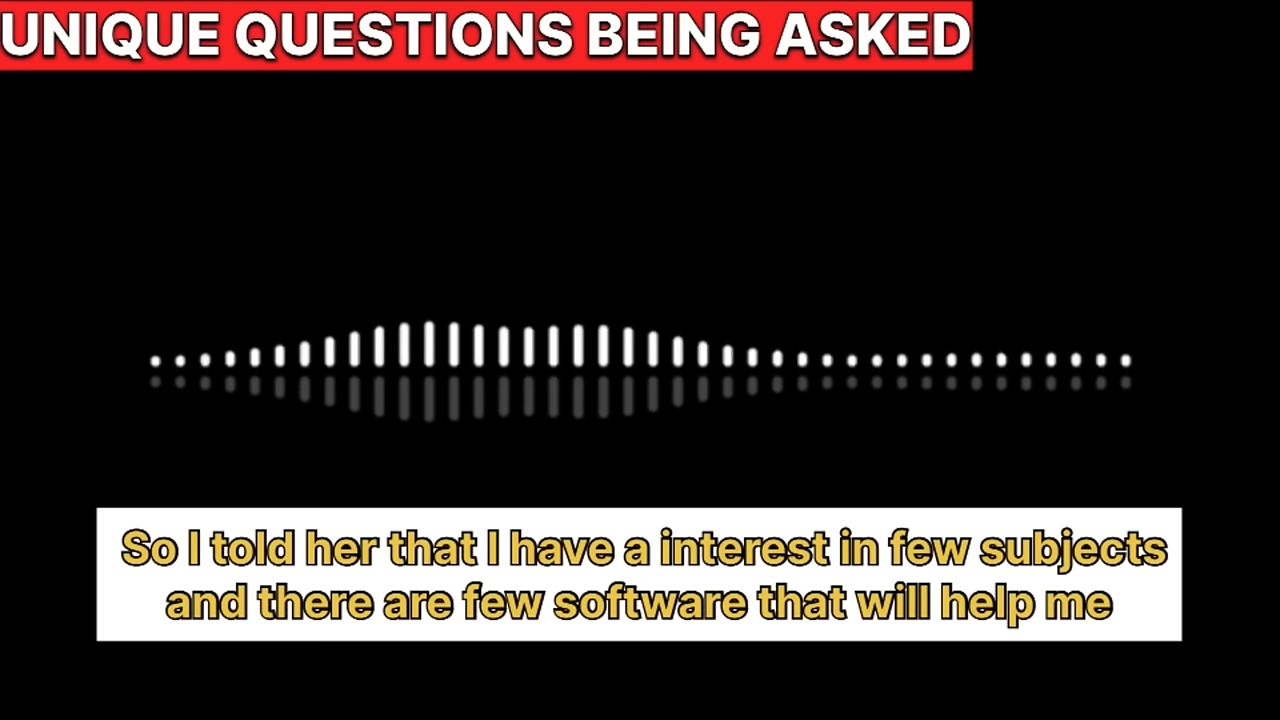 UNIQUE QUESTIONS BEING ASKED
So I told her that I have a interest in few subjects
and there are few software that will help me